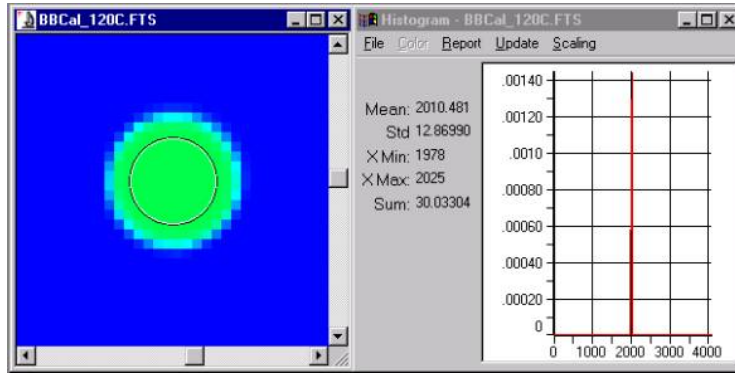 BBCal_120C.FTS
Histogram - BBCal_120C.FTS
File Color Report Update Scaling
Mean: 2010.481
Std 12.86990
X Min: 1978
X Max: 2025
Sum: 30.03304
.00140
.00120
.0010
.00080
.00060
.00040
.00020
0
0 1000 2000 3000 4000